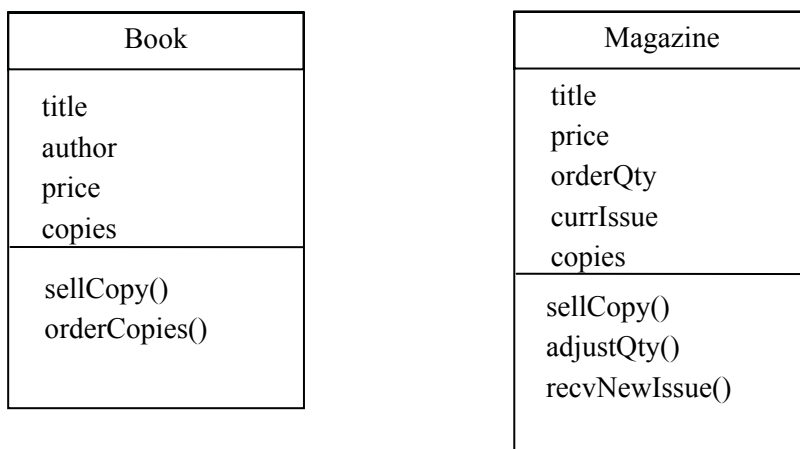 Book
title
author
price
copies
sellCopy()
orderCopies()
Magazine
title
price
orderQty
currIssue
copies
sellCopy()
adjustQty()
recvNewIssue()